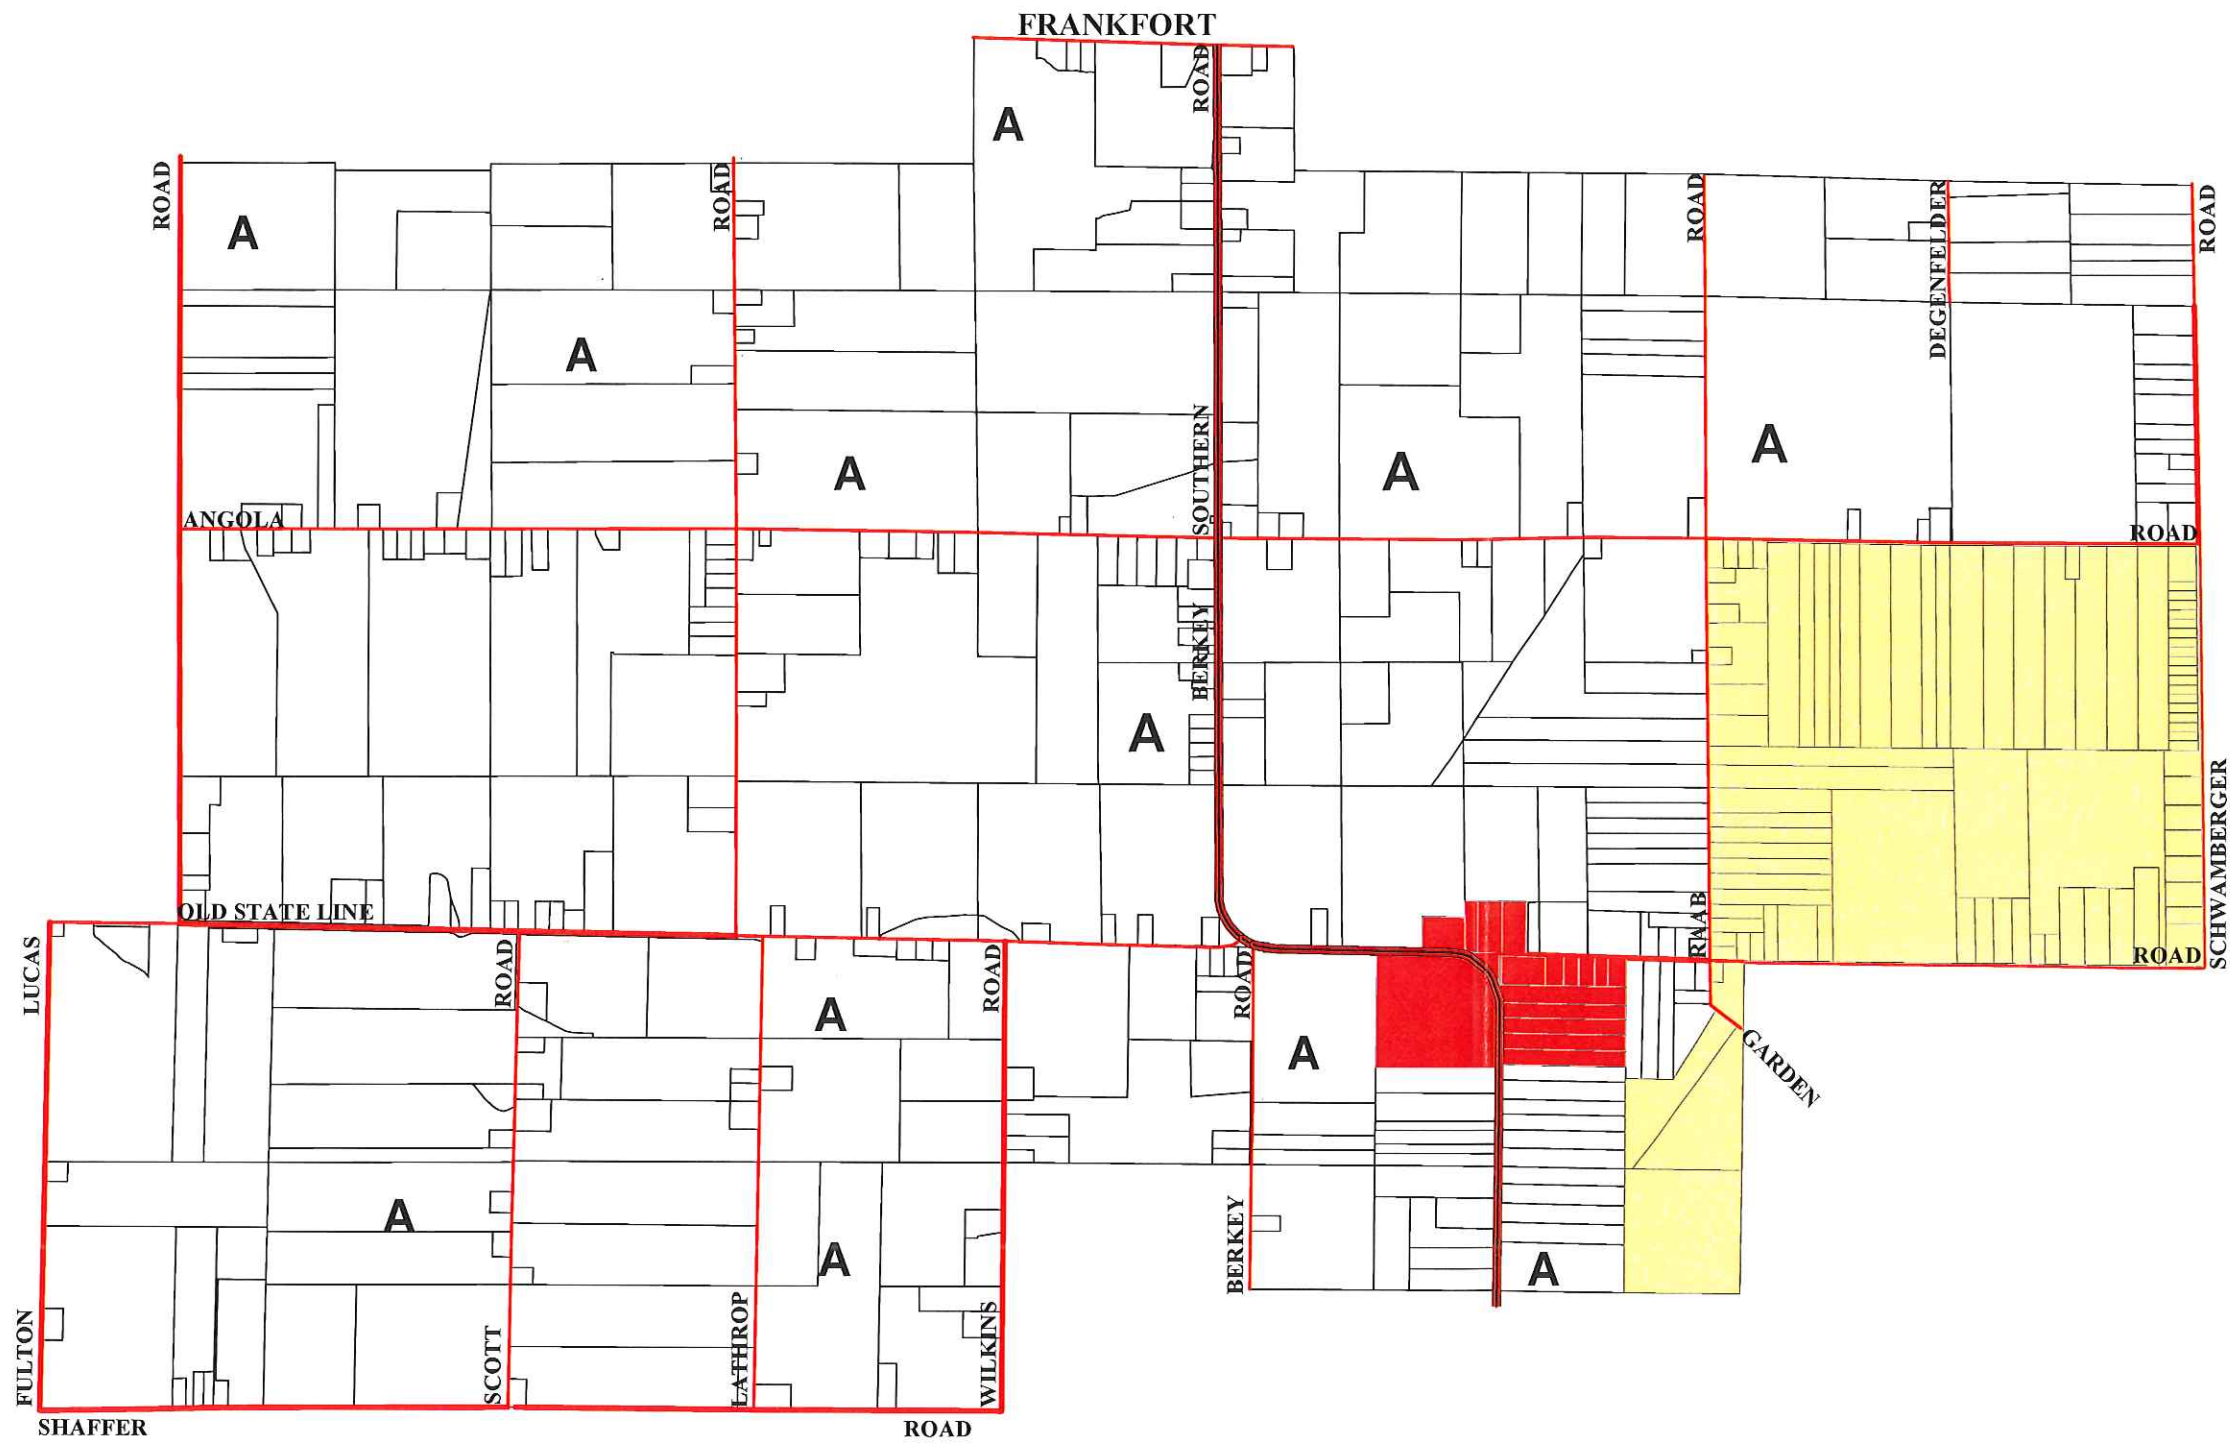 FRANKFORT
ROAD
A
ROAD
ROAD
ROAD
DEGENFELDER
ROAD
A
A
A
A
A
SOUTHERN
ANGOLA
ROAD
BERKEY
A
SCHWAMBERGER
OLD STATE LINE
RAAB
ROAD
LUCAS
ROAD
ROAD
ROAD
A
A
GARDEN
A
A
A
BERKEY
FULTON
SCOTT
LATHROP
WILKINS
SHAFFER
ROAD